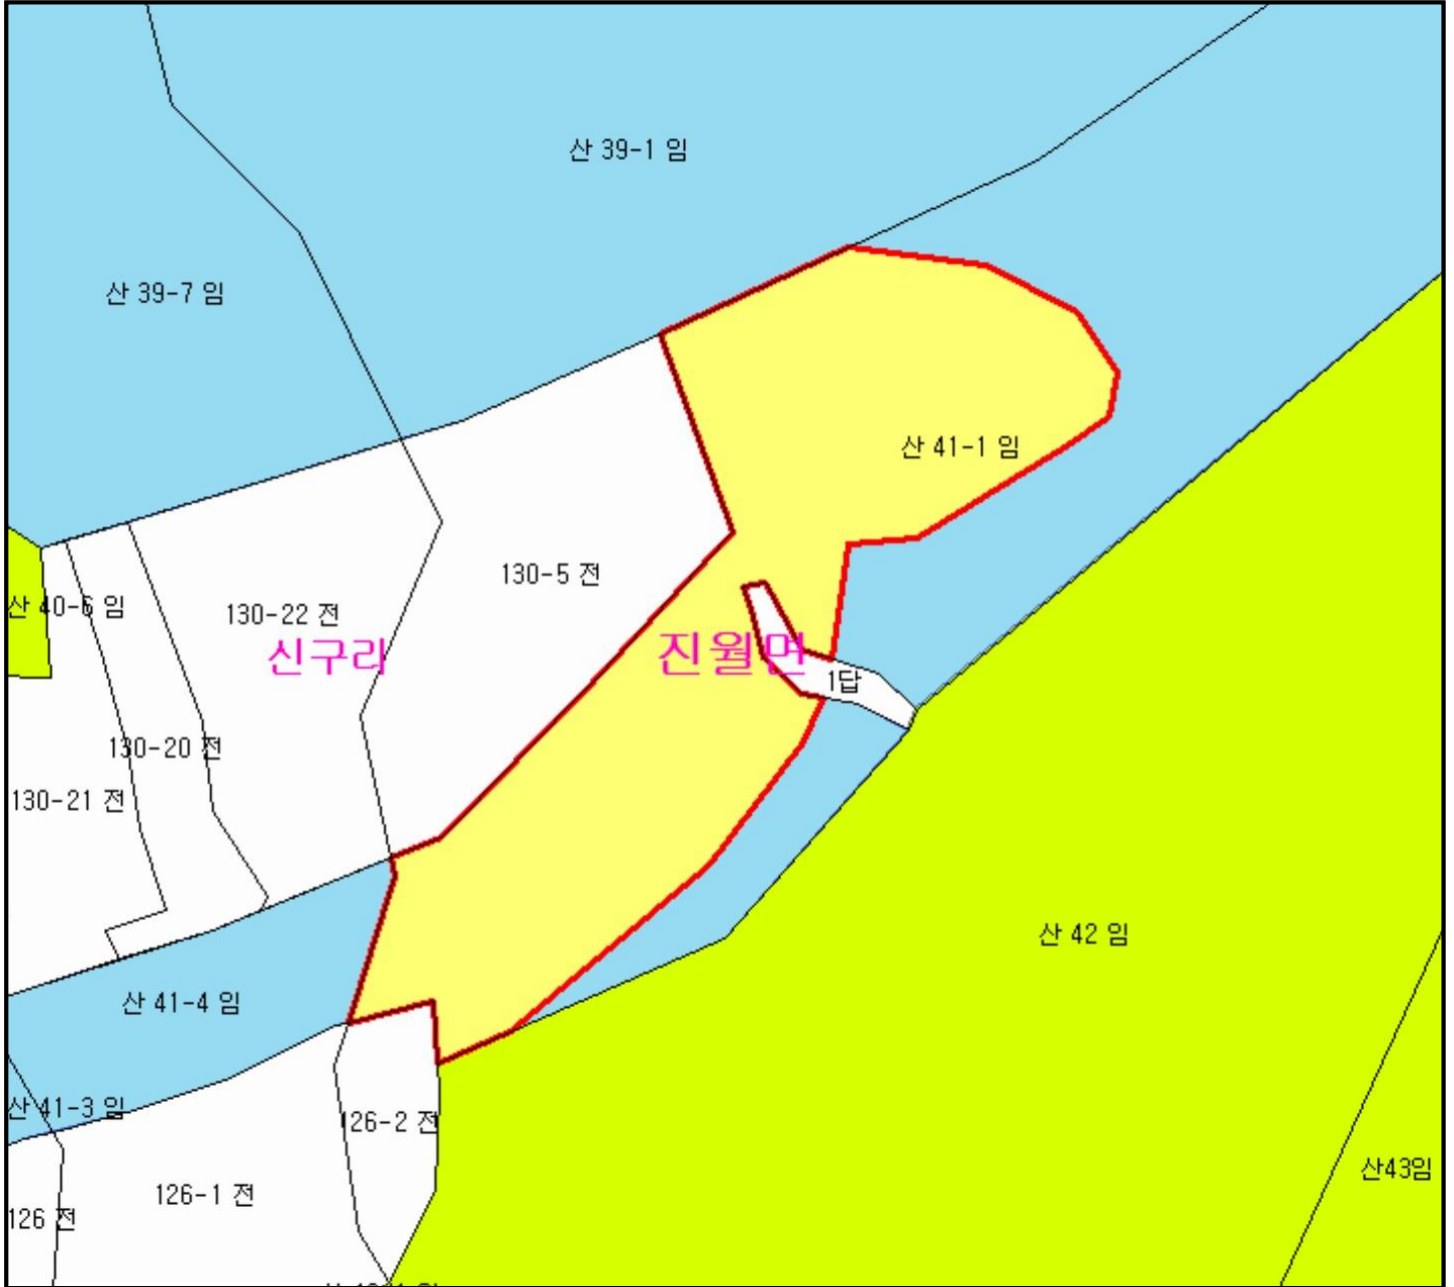 산 39-1 임
산 39-7 임
산 41-1 임
130-5 전
산 40-6 임
130-22 전
신구리
진월면
1답
130-20 전
130-21 전
산 42 임
산 41-4 임
산 41-3 임
126-2 전
산43임
126-1 전
126 전